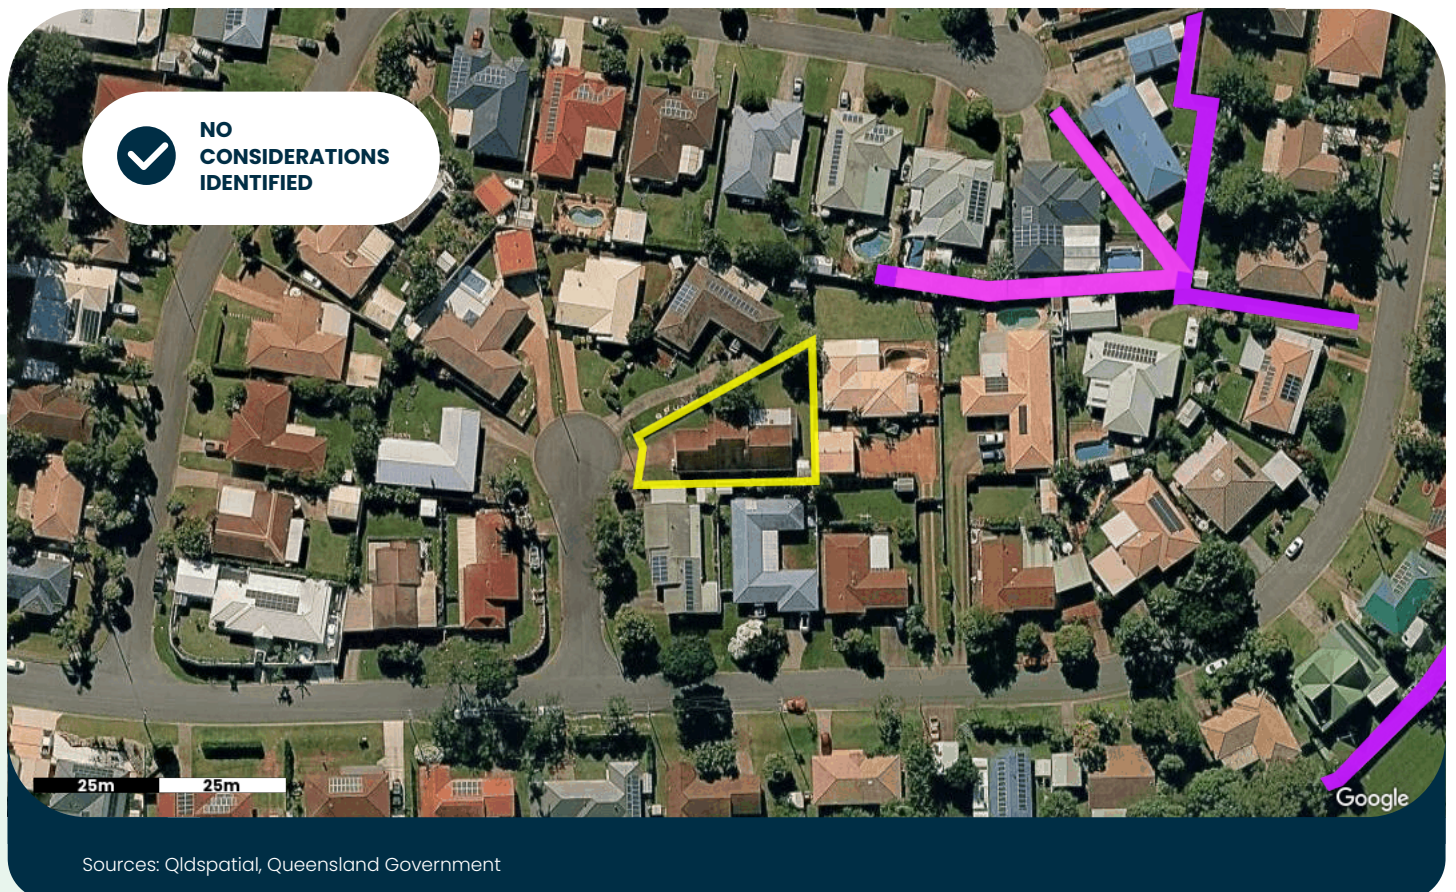 NO
CONSIDERATIONS
IDENTIFIED
25m 25m
Google
Sources: Qldspatial, Queensland Government